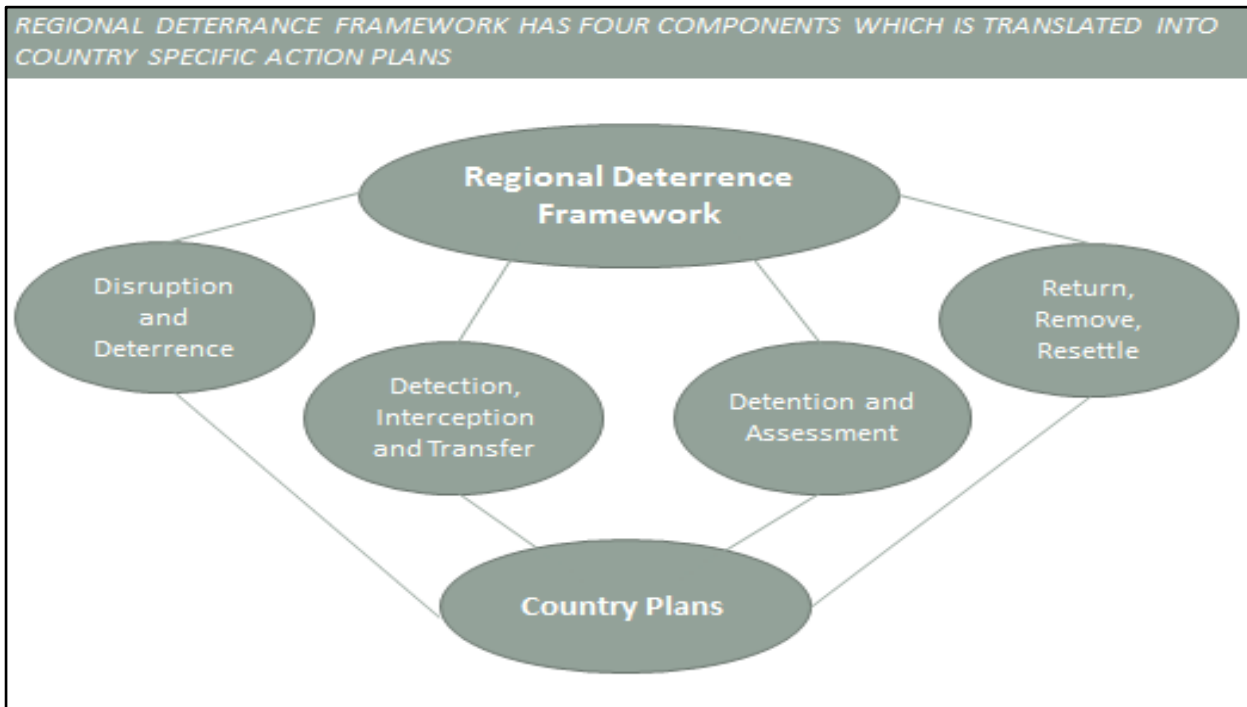 REGIONAL DETERRANCE FRAMEWORK HAS FOUR COMPONENTS WHICH IS TRANSLATED INTO
COUNTRY SPECIFIC ACTION PLANS
Regional Deterrence
Framework
Disruption
and
Deterrence
Detection,
Interception
and Transfer
Detention and
Assessment
Return,
Remove,
Resettle
Country Plans